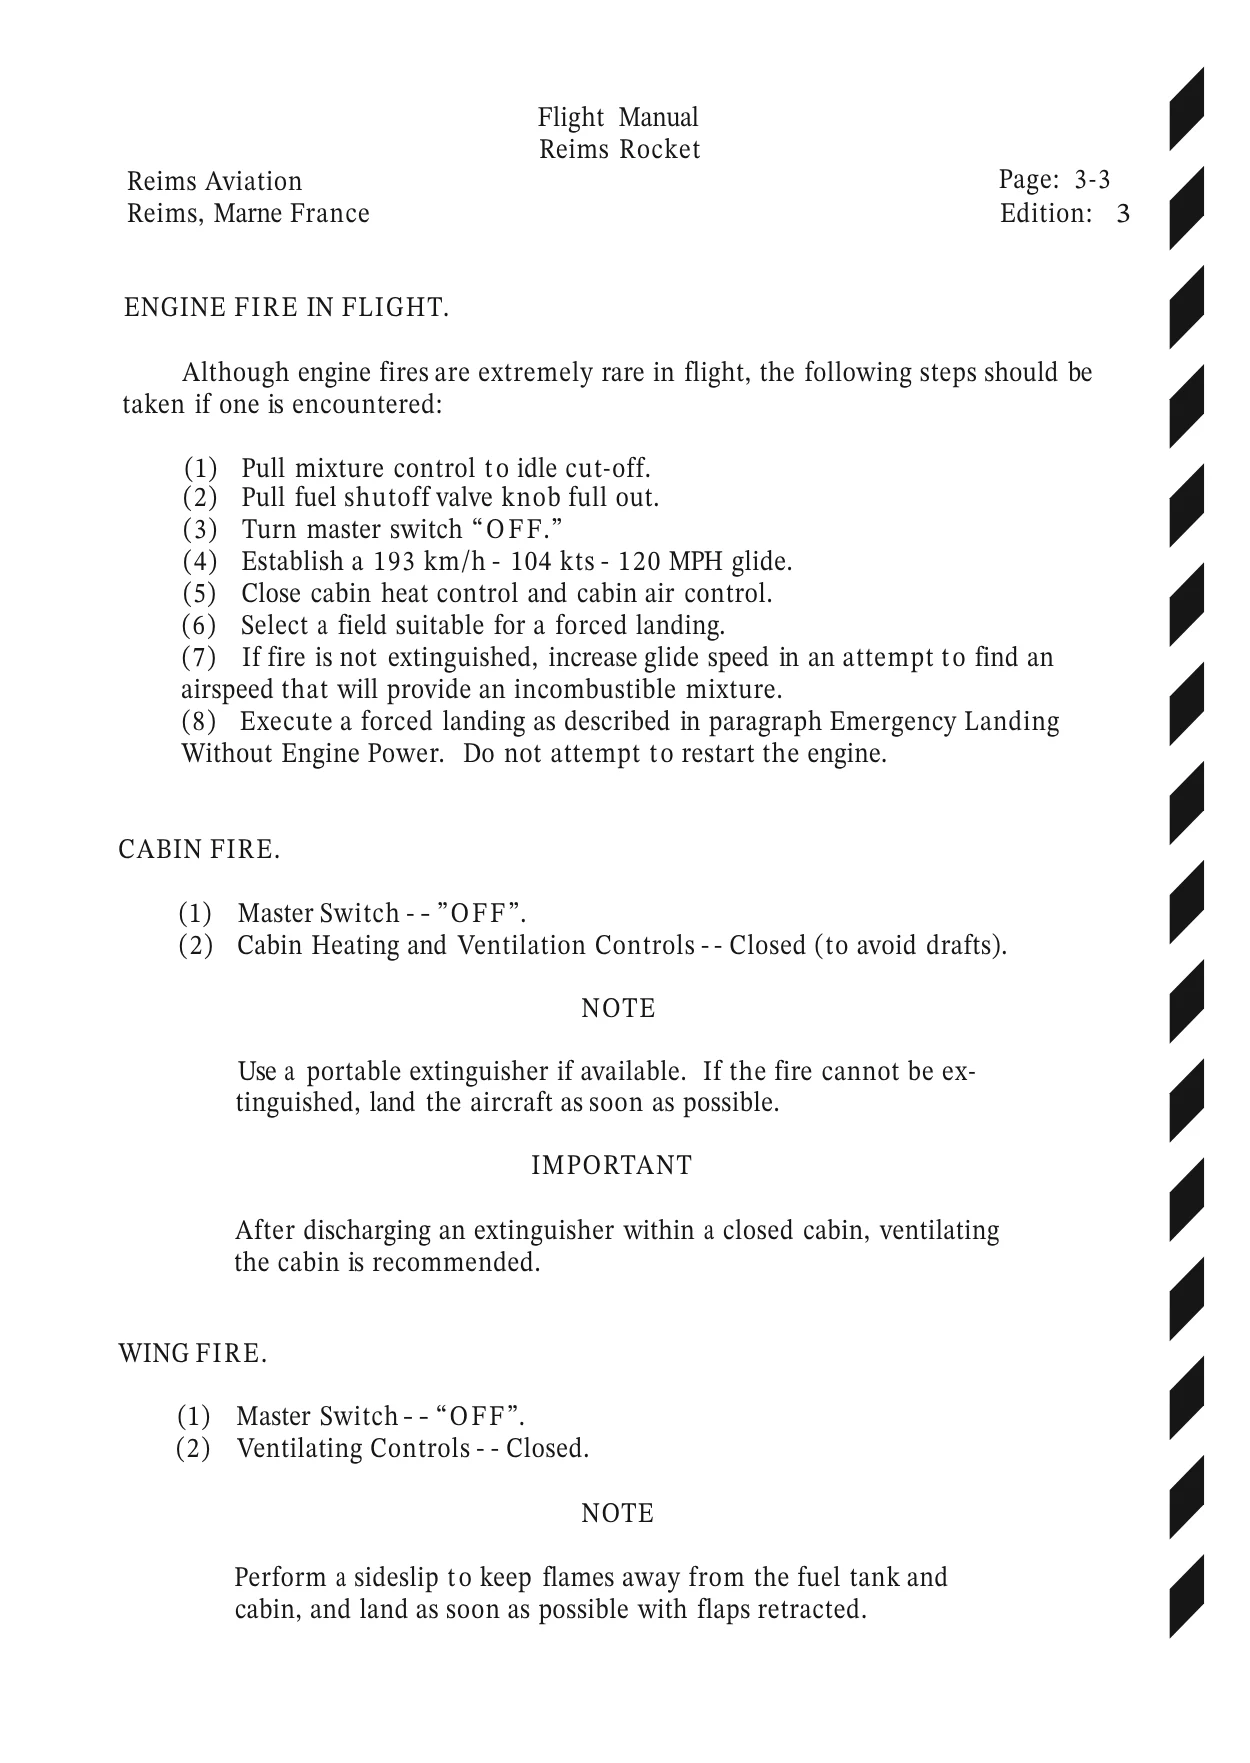 Flight Manual
Reims Rocket
Reims Aviation
Page: 3-3
Reims, Marne France
Edition: 3
ENGINE FIRE IN FLIGHT.
Although engine fires are extremely rare in flight, the following steps should be
taken if one is encountered:
(1) Pull mixture control to idle cut-off.
(2) Pull fuel shutoff valve knob full out.
(3) Turn master switch “OFF.”
(4) Establish a 193 km/h - 104 kts - 120 MPH glide.
(5) Close cabin heat control and cabin air control.
(6) Select a field suitable for a forced landing.
(7) If fire is not extinguished, increase glide speed in an attempt to find an
airspeed that will provide an incombustible mixture.
(8) Execute a forced landing as described in paragraph Emergency Landing
Without Engine Power. Do not attempt to restart the engine.
CABIN FIRE.
(1) Master Switch - - ”OFF”.
(2) Cabin Heating and Ventilation Controls - - Closed (to avoid drafts).
NOTE
Use a portable extinguisher if available. If the fire cannot be ex-
tinguished, land the aircraft as soon as possible.
IMPORTANT
After discharging an extinguisher within a closed cabin, ventilating
the cabin is recommended.
WING FIRE.
(1) Master Switch - - “OFF”.
(2) Ventilating Controls - - Closed.
NOTE
Perform a sideslip to keep flames away from the fuel tank and
cabin, and land as soon as possible with flaps retracted.